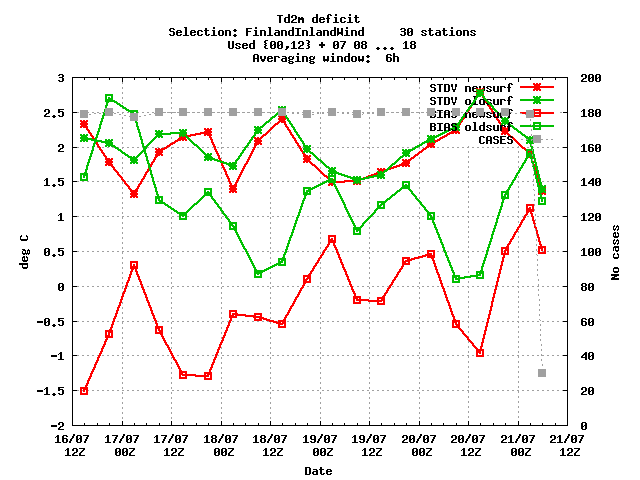 Td2m deficit
Selection: FinlandInlandWind     30 stations
Used {00,12} + 07 08 ... 18
Averaging window:  6h
STDV newsurf
STDV oldsurf
BIAS newsurf
BIAS oldsurf
CASES
3
2.5
2
1.5
1
0.5
0
-0.5
-1
-1.5
-2
deg C
200
180
160
140
120
100
80
60
40
20
0
No cases
16/07 17/07 17/07 18/07 18/07 19/07 19/07 20/07 20/07 21/07 21/07
12Z 00Z 12Z 00Z 12Z 00Z 12Z 00Z 12Z 00Z 12Z
Date